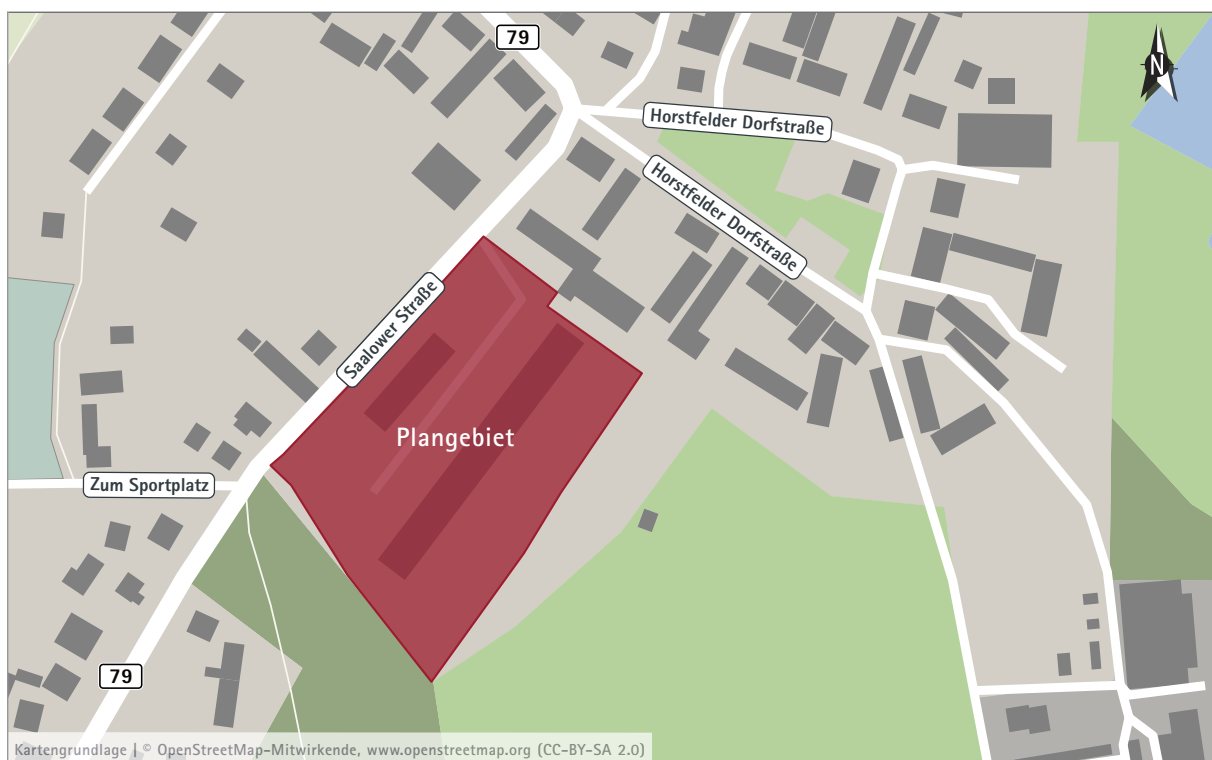 79
N
Horstfelder Dorfstraße
Horstfelder Dorfstraße
Saalower Straße
Plangebiet
Zum Sportplatz
79
Kartengrundlage | © OpenStreetMap-Mitwirkende, www.openstreetmap.org (CC-BY-SA 2.0)